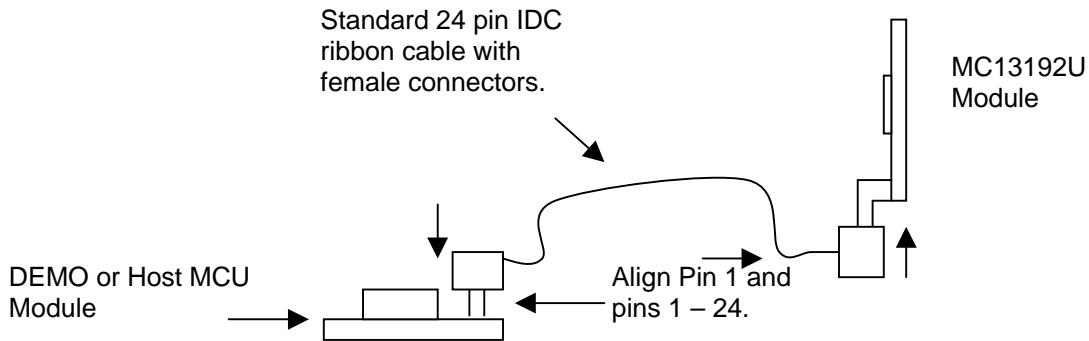 Standard 24 pin IDC
ribbon cable with
female connectors.
MC13192U
Module
DEMO or Host MCU
Module
Align Pin 1 and
pins 1 – 24.